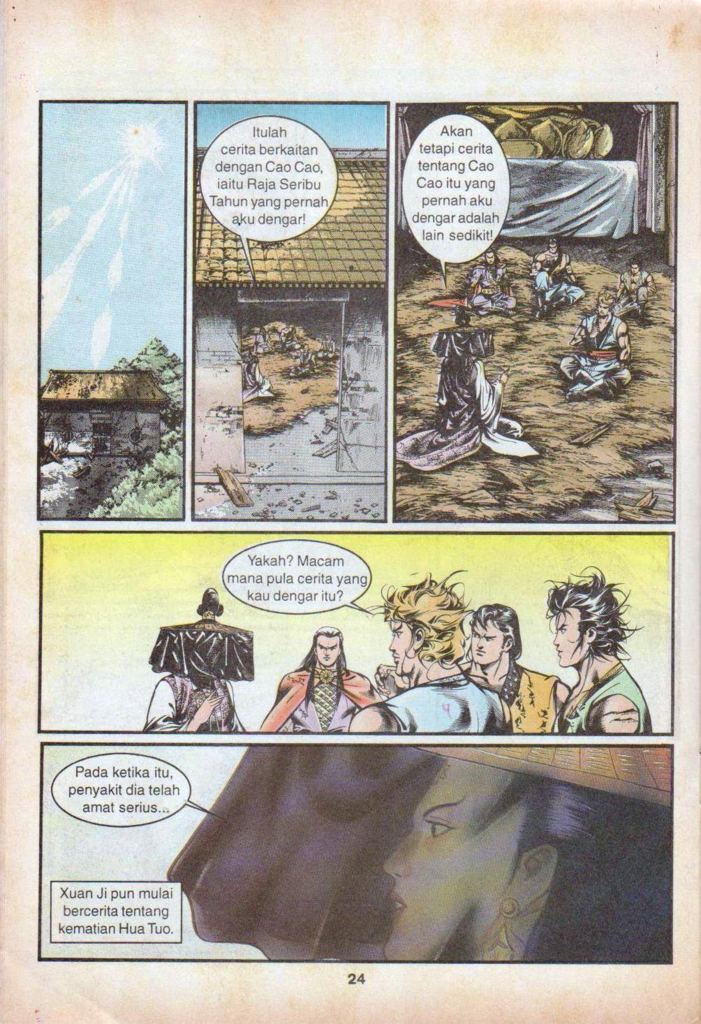 Itulah
cerita berkaitan
dengan Cao Cao,
iaitu Raja Seribu
Tahun yang pernah
aku dengar!
Akan
tetapi cerita
tentang Cao
Cao itu yang
pernah aku
dengar adalah
lain sedikit!
Yakah? Macam
mana pula cerita yang
kau dengar itu?
Pada ketika itu,
penyakit dia telah
amat serius...
Xuan Ji pun mulai
bercerita tentang
kematian Hua Tuo.
24